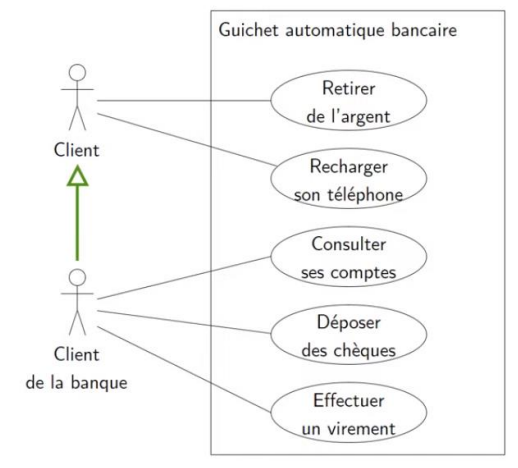 Guichet automatique bancaire
Retirer
de l'argent
Client
Recharger
son téléphone
Consulter
ses comptes
Déposer
des chèques
Client
de la banque
Effectuer
un virement